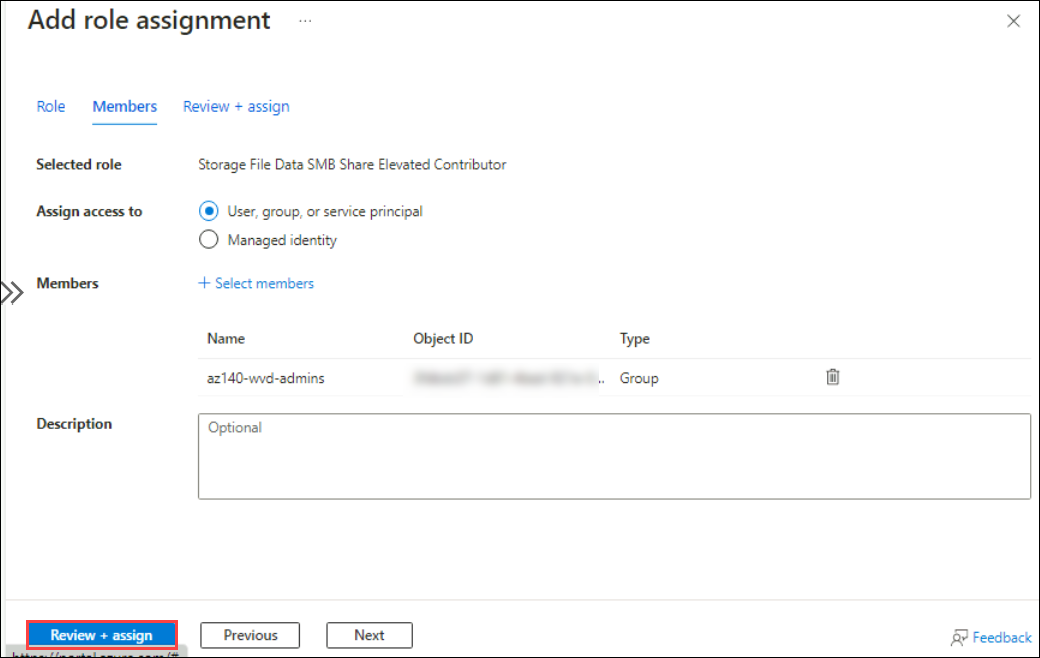 Add role assignment ...
Role Members Review + assign
Selected role Storage File Data SMB Share Elevated Contributor
Assign access to User, group, or service principal
Managed identity
Members + Select members
Name Object ID Type
az140-wvd-admins .. Group
Description Optional
Review + assign Previous Next
Feedback
https://portal.azure.com/#